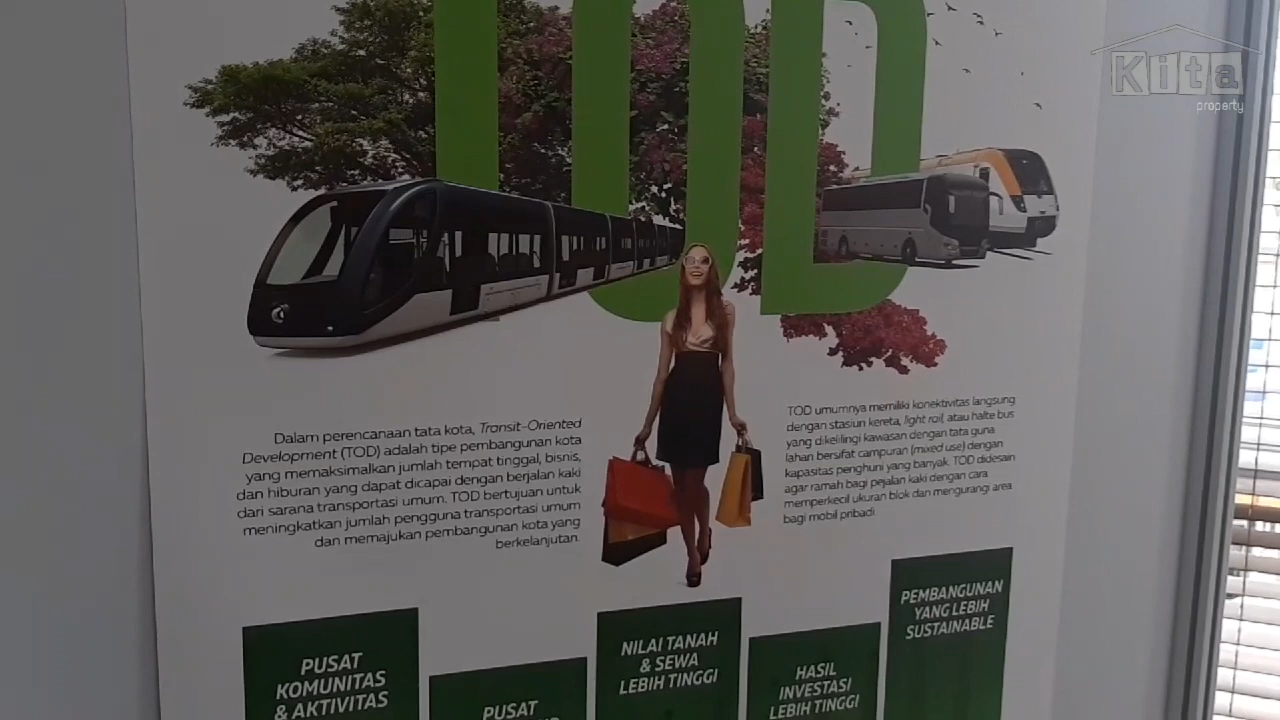 TOD
Kita
property
Dalam perencanaan tata kota, Transit-Oriented
Development (TOD) adalah tipe pembangunan kota
yang memaksimalkan jumlah tempat tinggal, bisnis,
dan hiburan yang dapat dicapai dengan berjalan kaki
dari sarana transportasi umum. TOD bertujuan untuk
meningkatkan jumlah pengguna transportasi umum
dan memajukan pembangunan kota yang
berkelanjutan.
TOD umumnya memiliki konektivitas langsung
dengan stasiun kereta, light rail, atau halte bus
yang dikelilingi kawasan dengan tata guna
lahan bersifat campuran (mixed use) dengan
kapasitas penghuni yang banyak. TOD didesain
agar ramah bagi pejalan kaki dengan cara
memperkecil ukuran blok dan mengurangi area
bagi mobil pribadi.
PUSAT
KOMUNITAS
& AKTIVITAS
PUSAT
NILAI TANAH
& SEWA
LEBIH TINGGI
HASIL
INVESTASI
LEBIH TINGGI
PEMBANGUNAN
YANG LEBIH
SUSTAINABLE